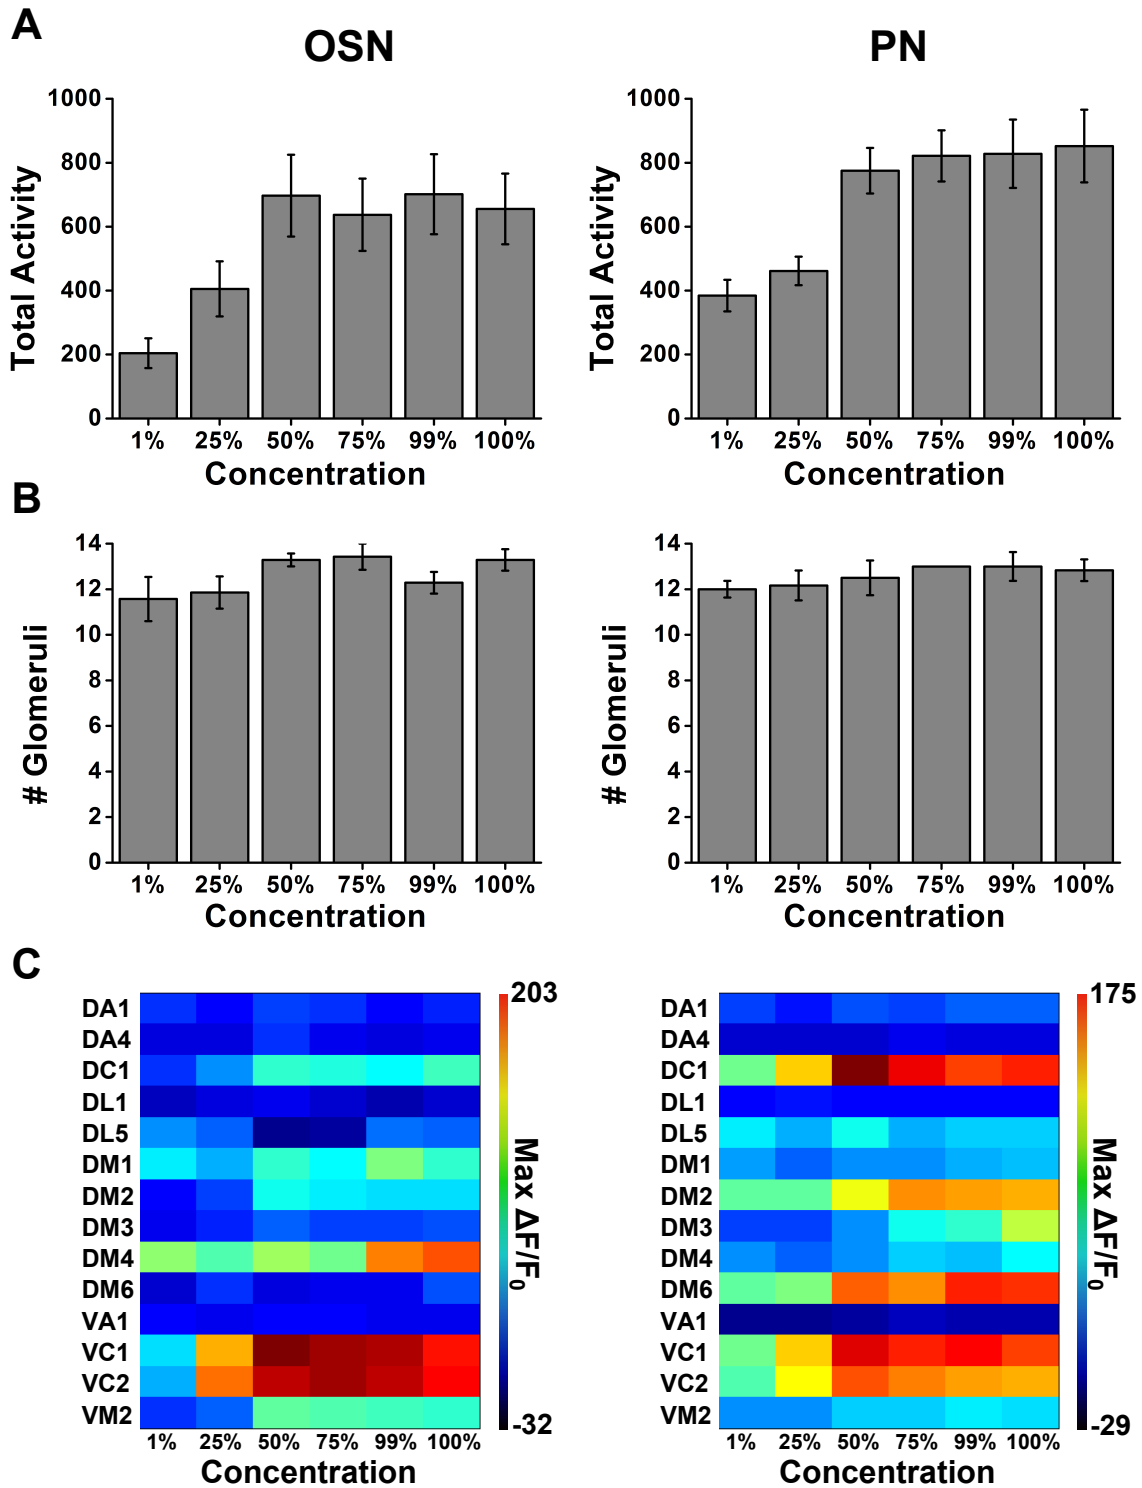 A
OSN
PN
1000
800
600
400
200
0
Total Activity
1% 25% 50% 75% 99% 100%
Concentration
1000
800
600
400
200
0
Total Activity
1% 25% 50% 75% 99% 100%
Concentration
B
14
12
10
8
6
4
2
0
# Glomeruli
1% 25% 50% 75% 99% 100%
Concentration
14
12
10
8
6
4
2
0
# Glomeruli
1% 25% 50% 75% 99% 100%
Concentration
C
DA1
DA4
DC1
DL1
DL5
DM1
DM2
DM3
DM4
DM6
VA1
VC1
VC2
VM2
1% 25% 50% 75% 99% 100%
Concentration
203
Max ΔF/F0
-32
DA1
DA4
DC1
DL1
DL5
DM1
DM2
DM3
DM4
DM6
VA1
VC1
VC2
VM2
1% 25% 50% 75% 99% 100%
Concentration
175
Max ΔF/F0
-29